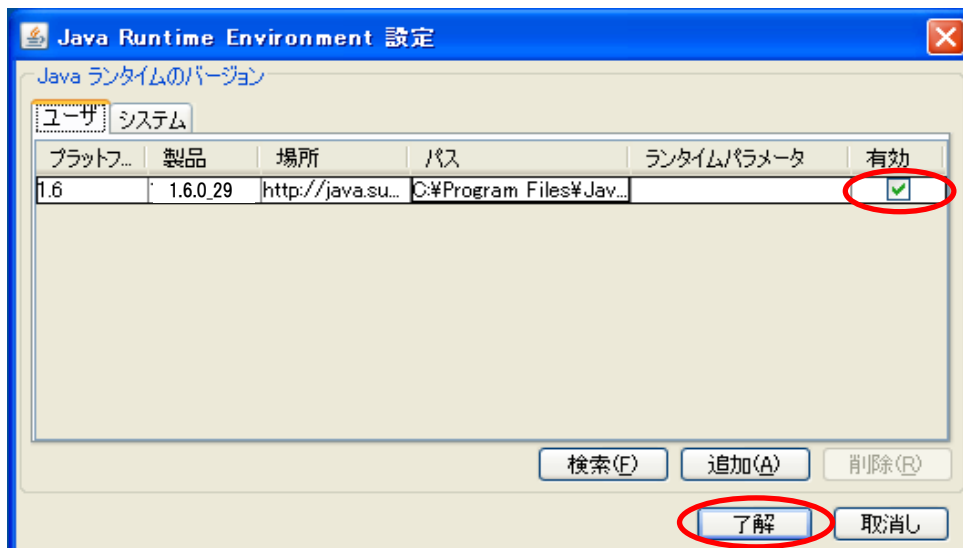 Java Runtime Environment 設定
Java ランタイムのバージョン
ユーザ システム
プラットフ... 製品 場所 パス ランタイムパラメータ 有効
1.6 1.6.0_29 http://java.su... C:¥Program Files¥Jav...
検索(F) 追加(A) 削除(R)
了解 取消し